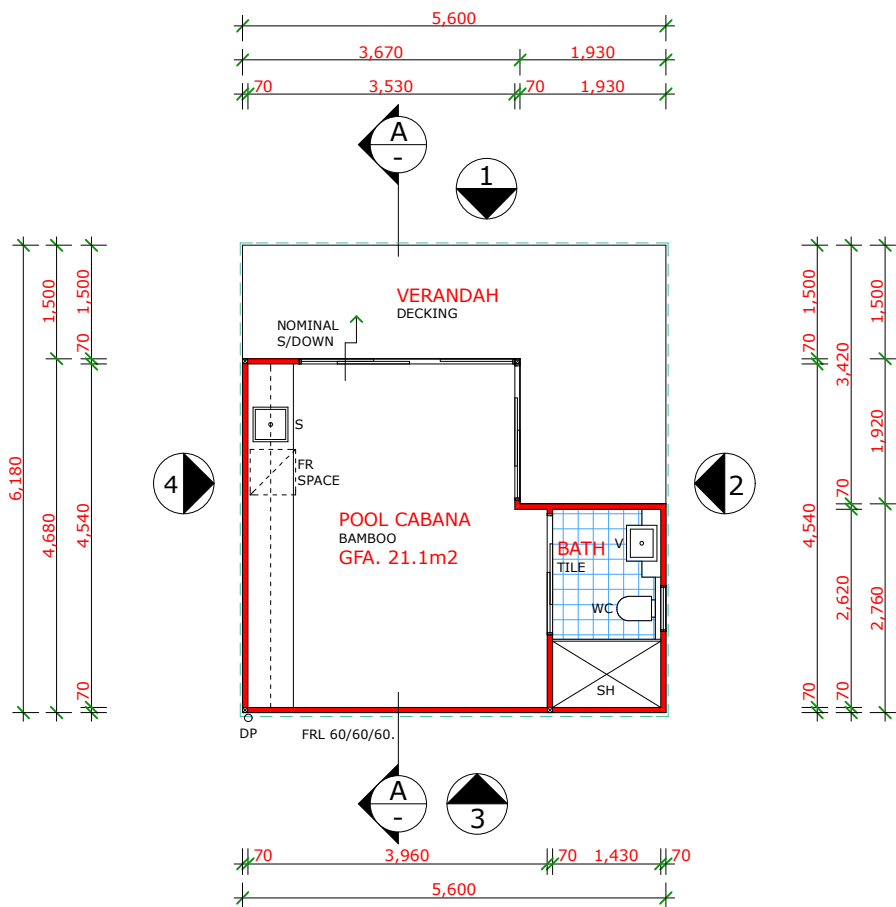 5,600
3,670
1,930
70
3,530
70
1,930
A
-
1
VERANDAH
DECKING
NOMINAL
S/DOWN
S
FR
SPACE
POOL CABANA
BAMBOO
GFA. 21.1m2
BATH
TILE
V
WC
SH
DP
FRL 60/60/60.
4
2
6,180
1,500
4,680
1,500
70
4,540
70
1,500
70
4,540
70
3,420
70
2,620
70
1,500
1,920
2,760
A
-
3
70
3,960
70
1,430
70
5,600